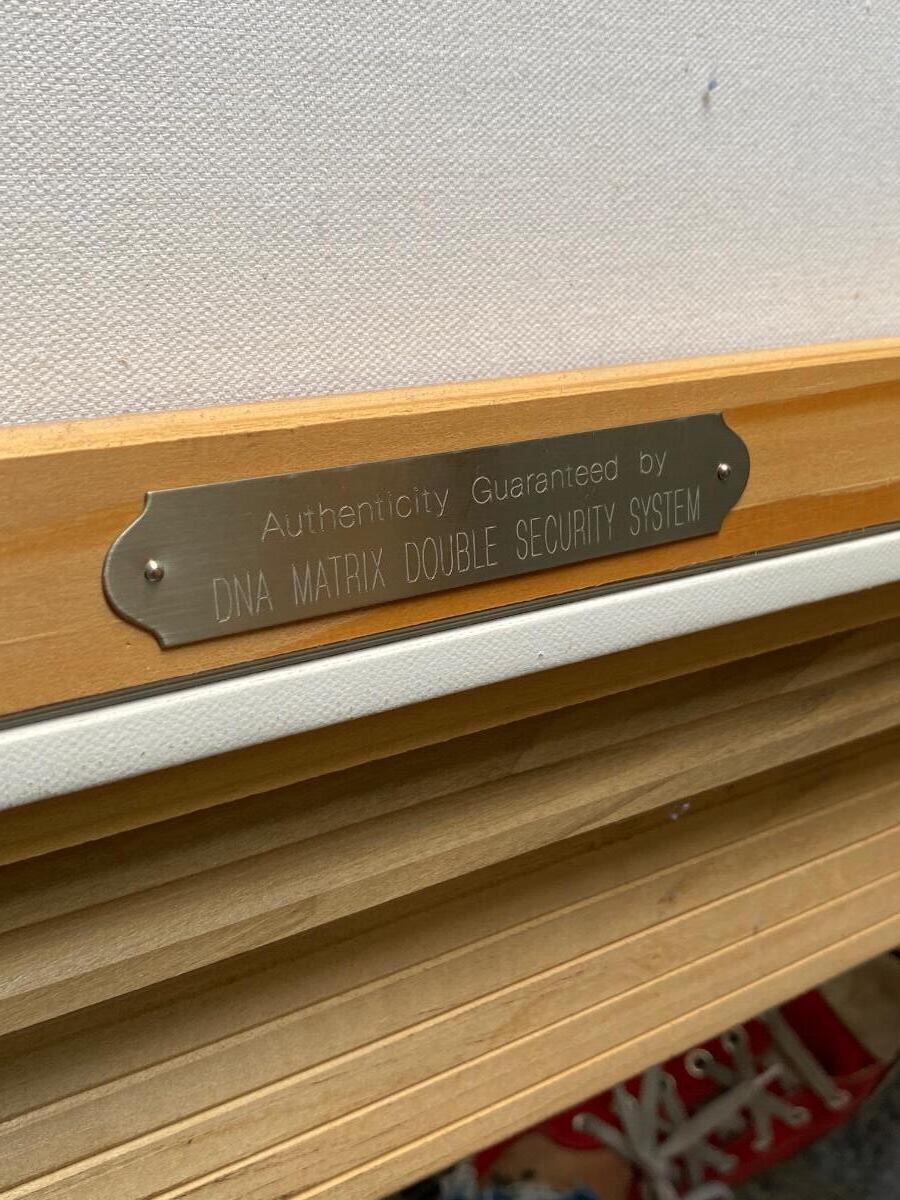 Authenticity Guaranteed by
DNA MATRIX DOUBLE SECURITY SYSTEM